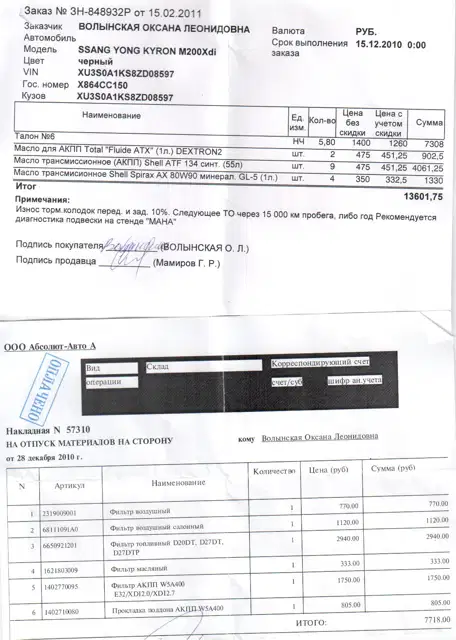 Заказ № ЗН-848932Р от 15.02.2011
Заказчик ВОЛЫНСКАЯ ОКСАНА ЛЕОНИДОВНА Валюта РУБ.
Автомобиль
Модель SSANG YONG KYRON M200Xdi Срок выполнения заказа 15.12.2010 0:00
Цвет черный
VIN XU3S0A1KS8ZD08597
Гос. номер X864CC150
Кузов XU3S0A1KS8ZD08597
Наименование Ед. изм. Кол-во Цена без скидки Цена с учетом скидки Сумма
Талон №6 НЧ 5,80 1400 1260 7308
Масло для АКПП Total "Fluide ATX" (1л.) DEXTRON2 шт. 2 475 451,25 902,5
Масло трансмиссионное (АКПП) Shell ATF 134 синт. (55л) шт. 9 475 451,25 4061,25
Масло трансмиссионное Shell Spirax AX 80W90 минерал. GL-5 (1л.) шт. 4 350 332,5 1330
Итог 13601,75
Примечания:
Износ торм.колодок перед. и зад. 10%. Следующее ТО через 15 000 км пробега, либо год Рекомендуется
диагностика подвески на стенде "МАНА"
Подпись покупателя (ВОЛЫНСКАЯ О. Л.)
Подпись продавца (Мамиров Г. Р.)
ООО Абсолют-Авто А
ОПЛАЧЕНО
Вид операции Склад Корреспондирующий счет
счет/суб шифр ан.учета
Накладная N 57310
НА ОТПУСК МАТЕРИАЛОВ НА СТОРОНУ кому Волынская Оксана Леонидовна
от 28 декабря 2010 г.
N Артикул Наименование Количество Цена (руб) Сумма (руб)
1 2319009001 Фильтр воздушный 1 770.00 770.00
2 68111091A0 Фильтр воздушный салонный 1 1120.00 1120.00
3 6650921201 Фильтр топливный D20DT, D27DT, D27DTP 1 2940.00 2940.00
4 1621803009 Фильтр масляный 1 333.00 333.00
5 1402770095 Фильтр АКПП W5A400 E32/XDI2.0/XDI2.7 1 1750.00 1750.00
6 1402710080 Прокладка поддона АКПП W5A400 1 805.00 805.00
ИТОГО: 7718.00